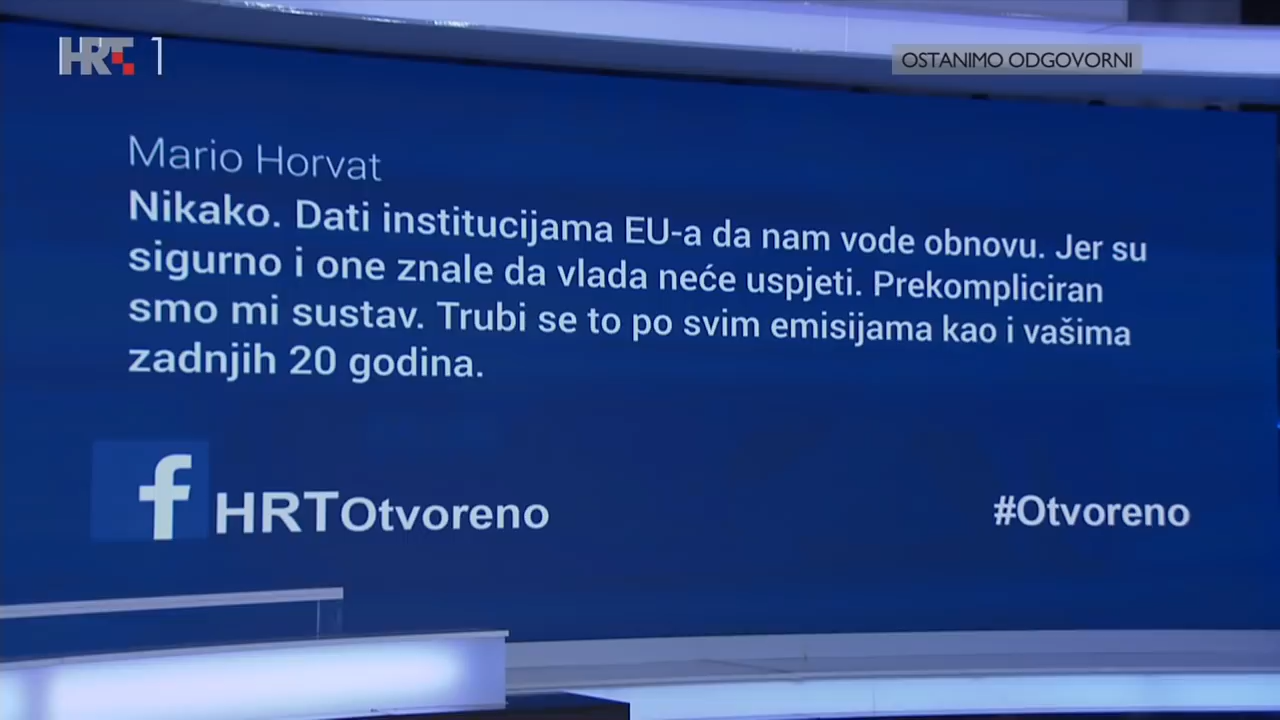 HRT 1
OSTANIMO ODGOVORNI
Mario Horvat
Nikako. Dati institucijama EU-a da nam vode obnovu. Jer su
sigurno i one znale da vlada neće uspjeti. Prekompliciran
smo mi sustav. Trubi se to po svim emisijama kao i vašima
zadnjih 20 godina.
f HRTOtvoreno
#Otvoreno